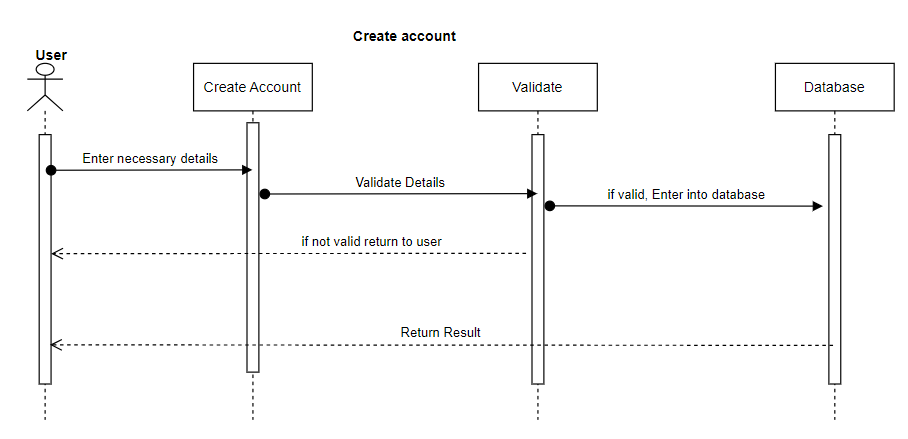 Create account
User
Create Account
Validate
Database
Enter necessary details
Validate Details
if valid, Enter into database
if not valid return to user
Return Result